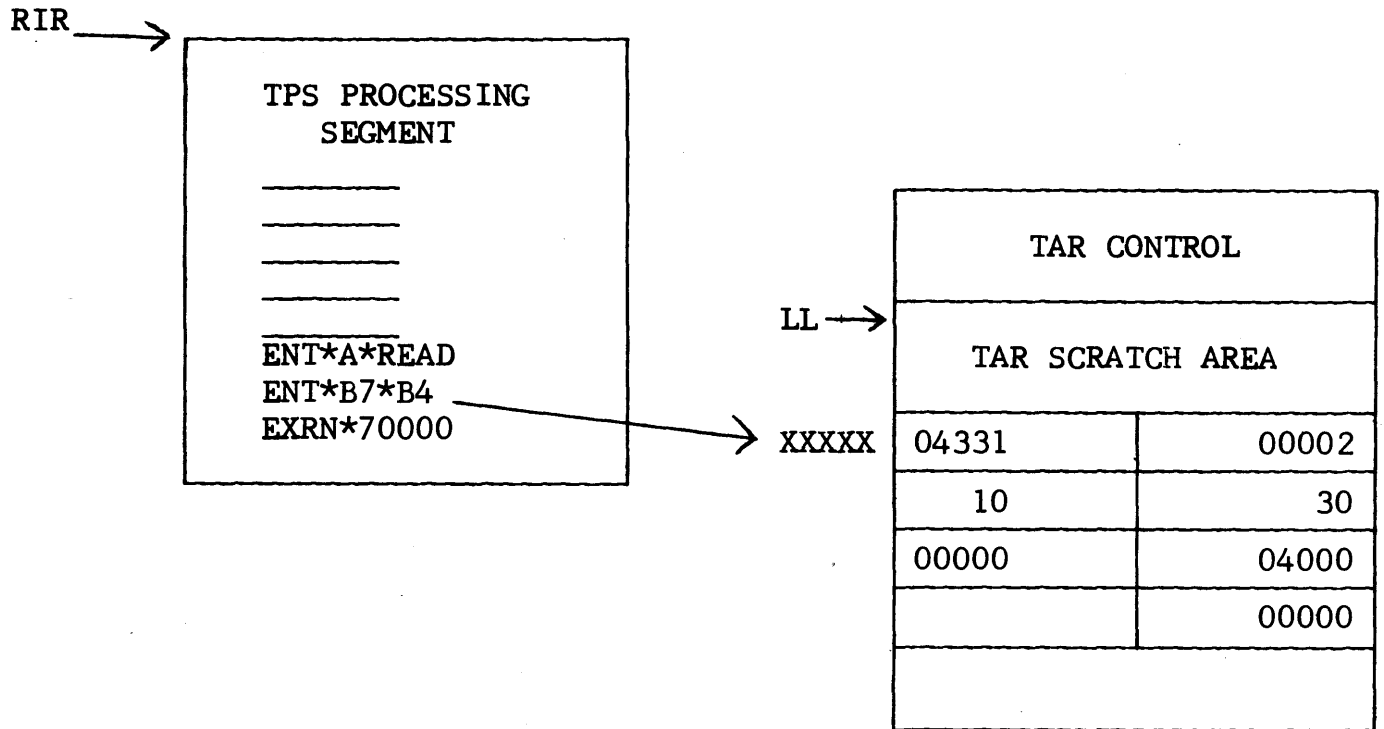 RIR
TPS PROCESSING
SEGMENT
ENT*A*READ
ENT*B7*B4
EXRN*70000
TAR CONTROL
LL
TAR SCRATCH AREA
XXXXX 04331 00002
10 30
00000 04000
00000